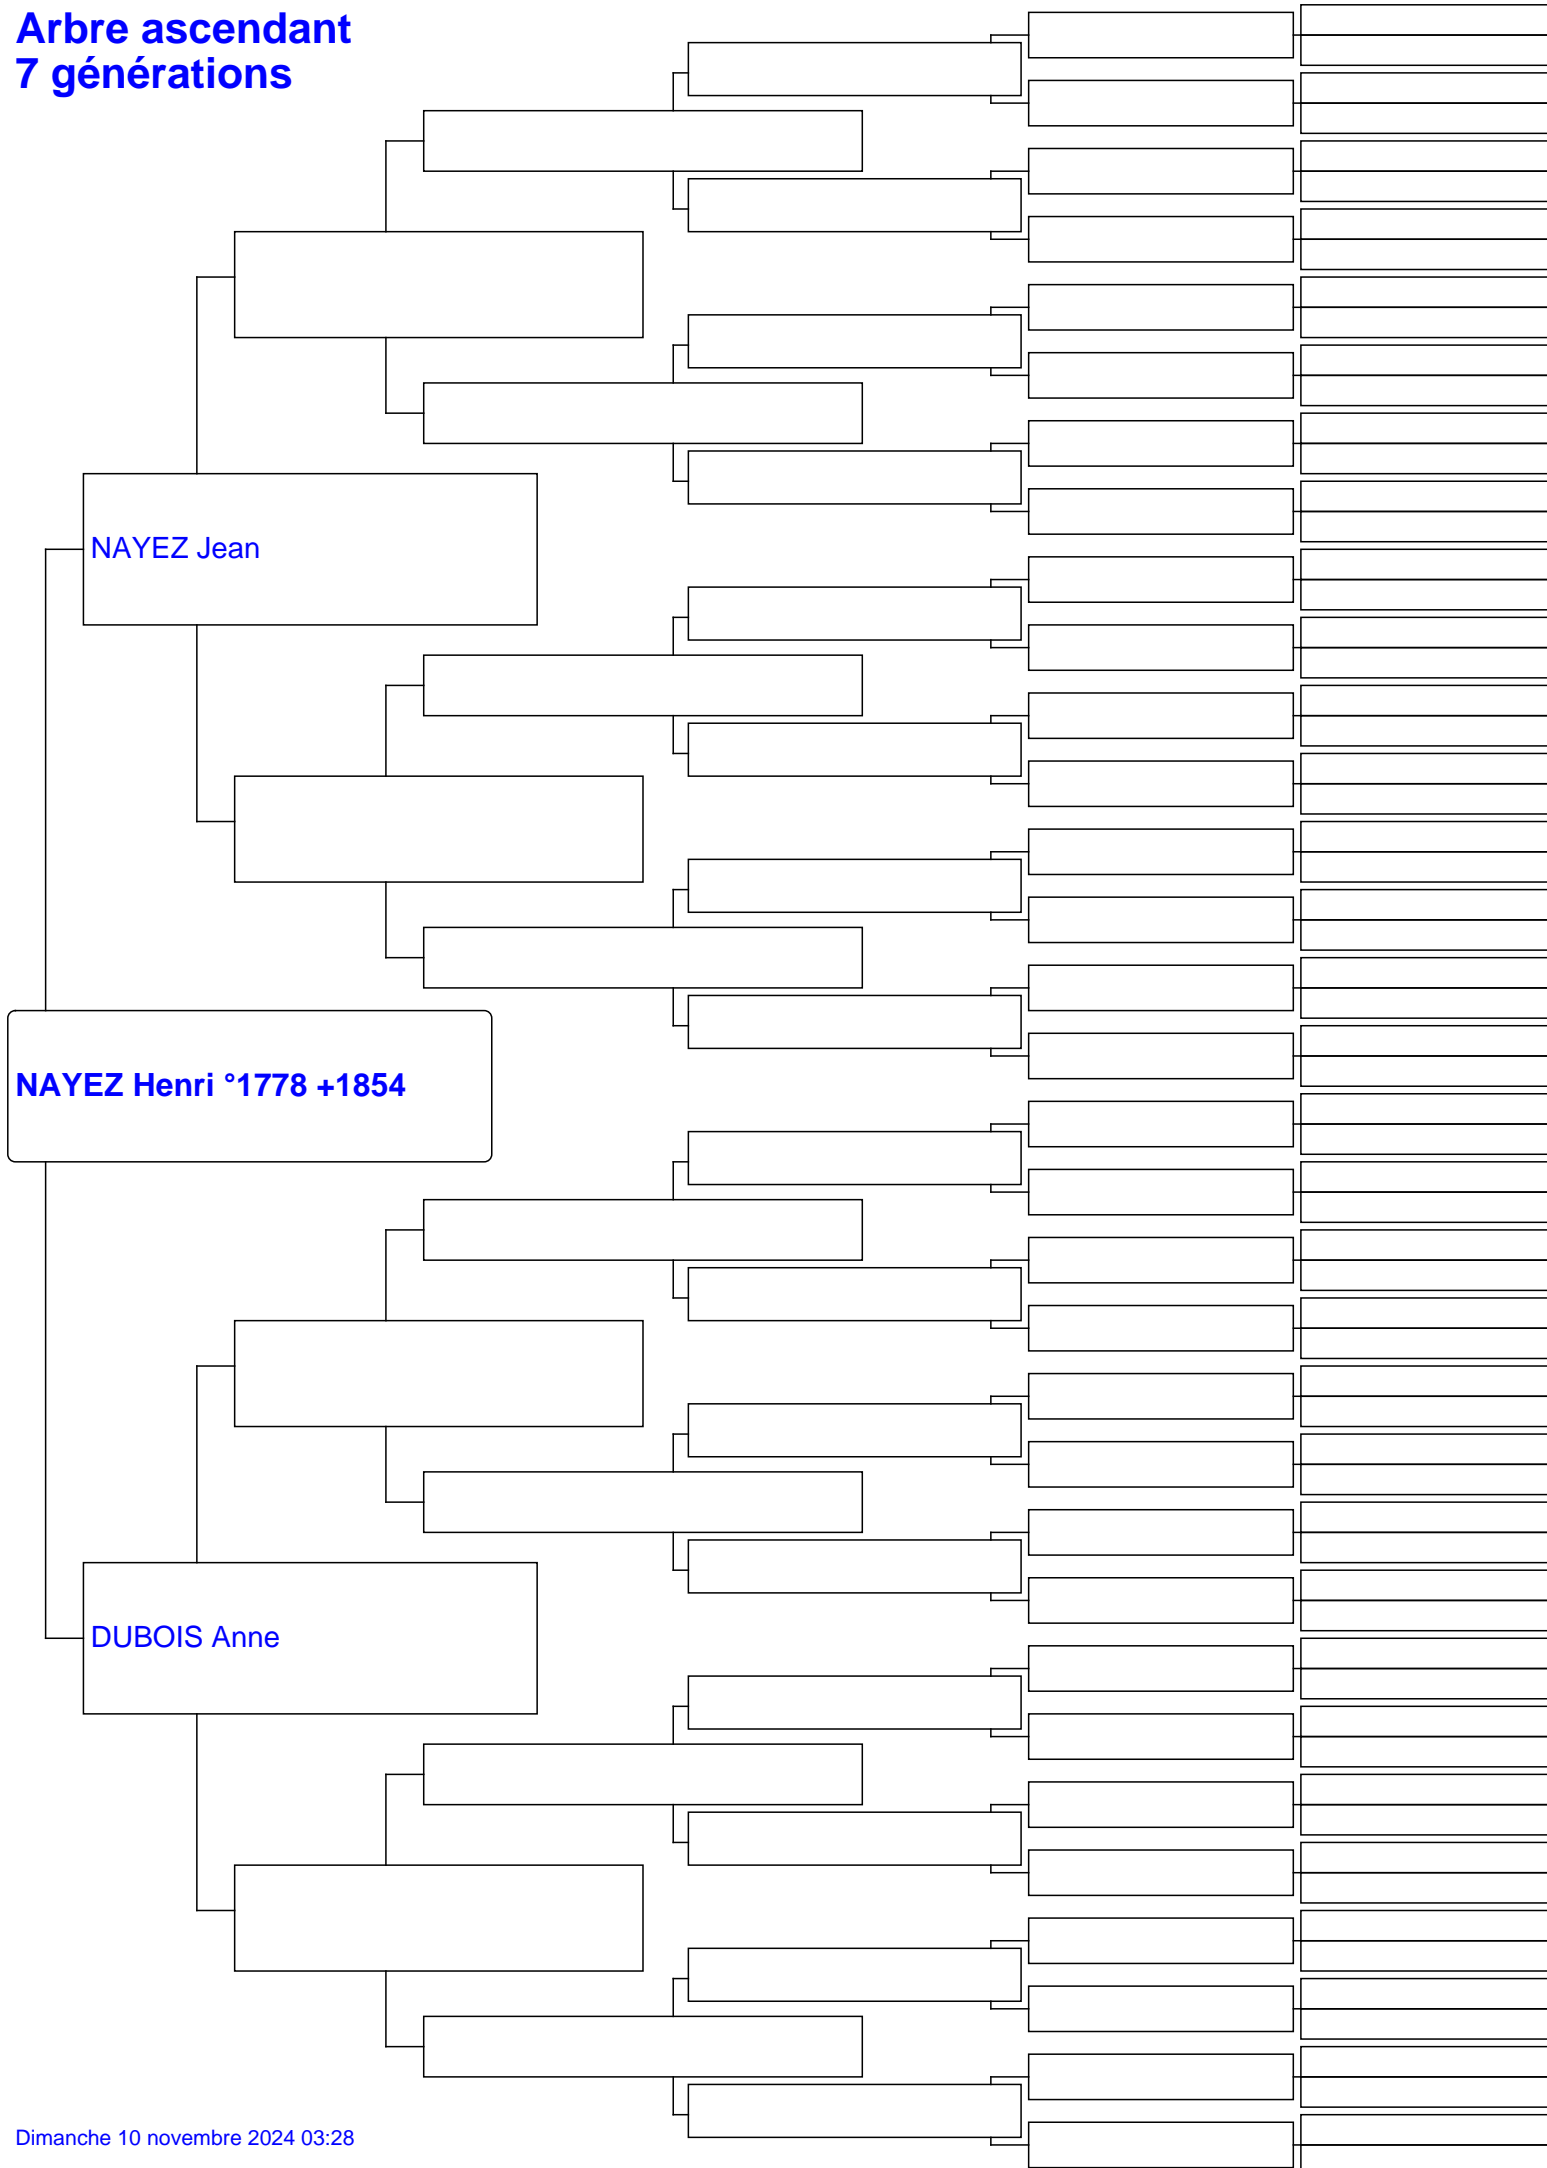 Arbre ascendant
7 générations
NAYEZ Jean
NAYEZ Henri °1778 +1854
DUBOIS Anne
Dimanche 10 novembre 2024 03:28